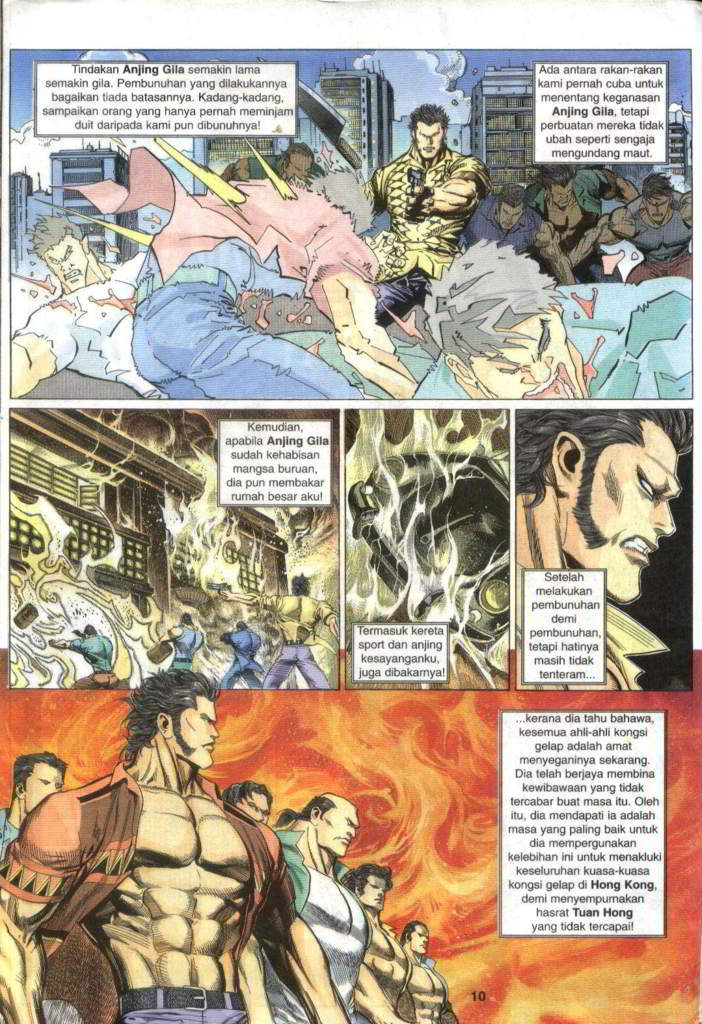 Tindakan Anjing Gila semakin lama
semakin gila. Pembunuhan yang dilakukannya
bagaikan tiada batasannya. Kadang-kadang,
sampaikan orang yang hanya pernah meminjam
duit daripada kami pun dibunuhnya!
Ada antara rakan-rakan
kami pernah cuba untuk
menentang keganasan
Anjing Gila, tetapi
perbuatan mereka tidak
ubah seperti sengaja
mengundang maut.
Kemudian,
apabila Anjing Gila
sudah kehabisan
mangsa buruan,
dia pun membakar
rumah besar aku!
Termasuk kereta
sport dan anjing
kesayanganku,
juga dibakarnya!
Setelah
melakukan
pembunuhan
demi
pembunuhan,
tetapi hatinya
masih tidak
tenteram...
...kerana dia tahu bahawa,
kesemua ahli-ahli kongsi
gelap adalah amat
menyeganinya sekarang.
Dia telah berjaya membina
kewibawaan yang tidak
tercabar buat masa itu. Oleh
itu, dia mendapati ia adalah
masa yang paling baik untuk
dia mempergunakan
kelebihan ini untuk menakluki
keseluruhan kuasa-kuasa
kongsi gelap di Hong Kong,
demi menyempurnakan
hasrat Tuan Hong
yang tidak tercapai!
10